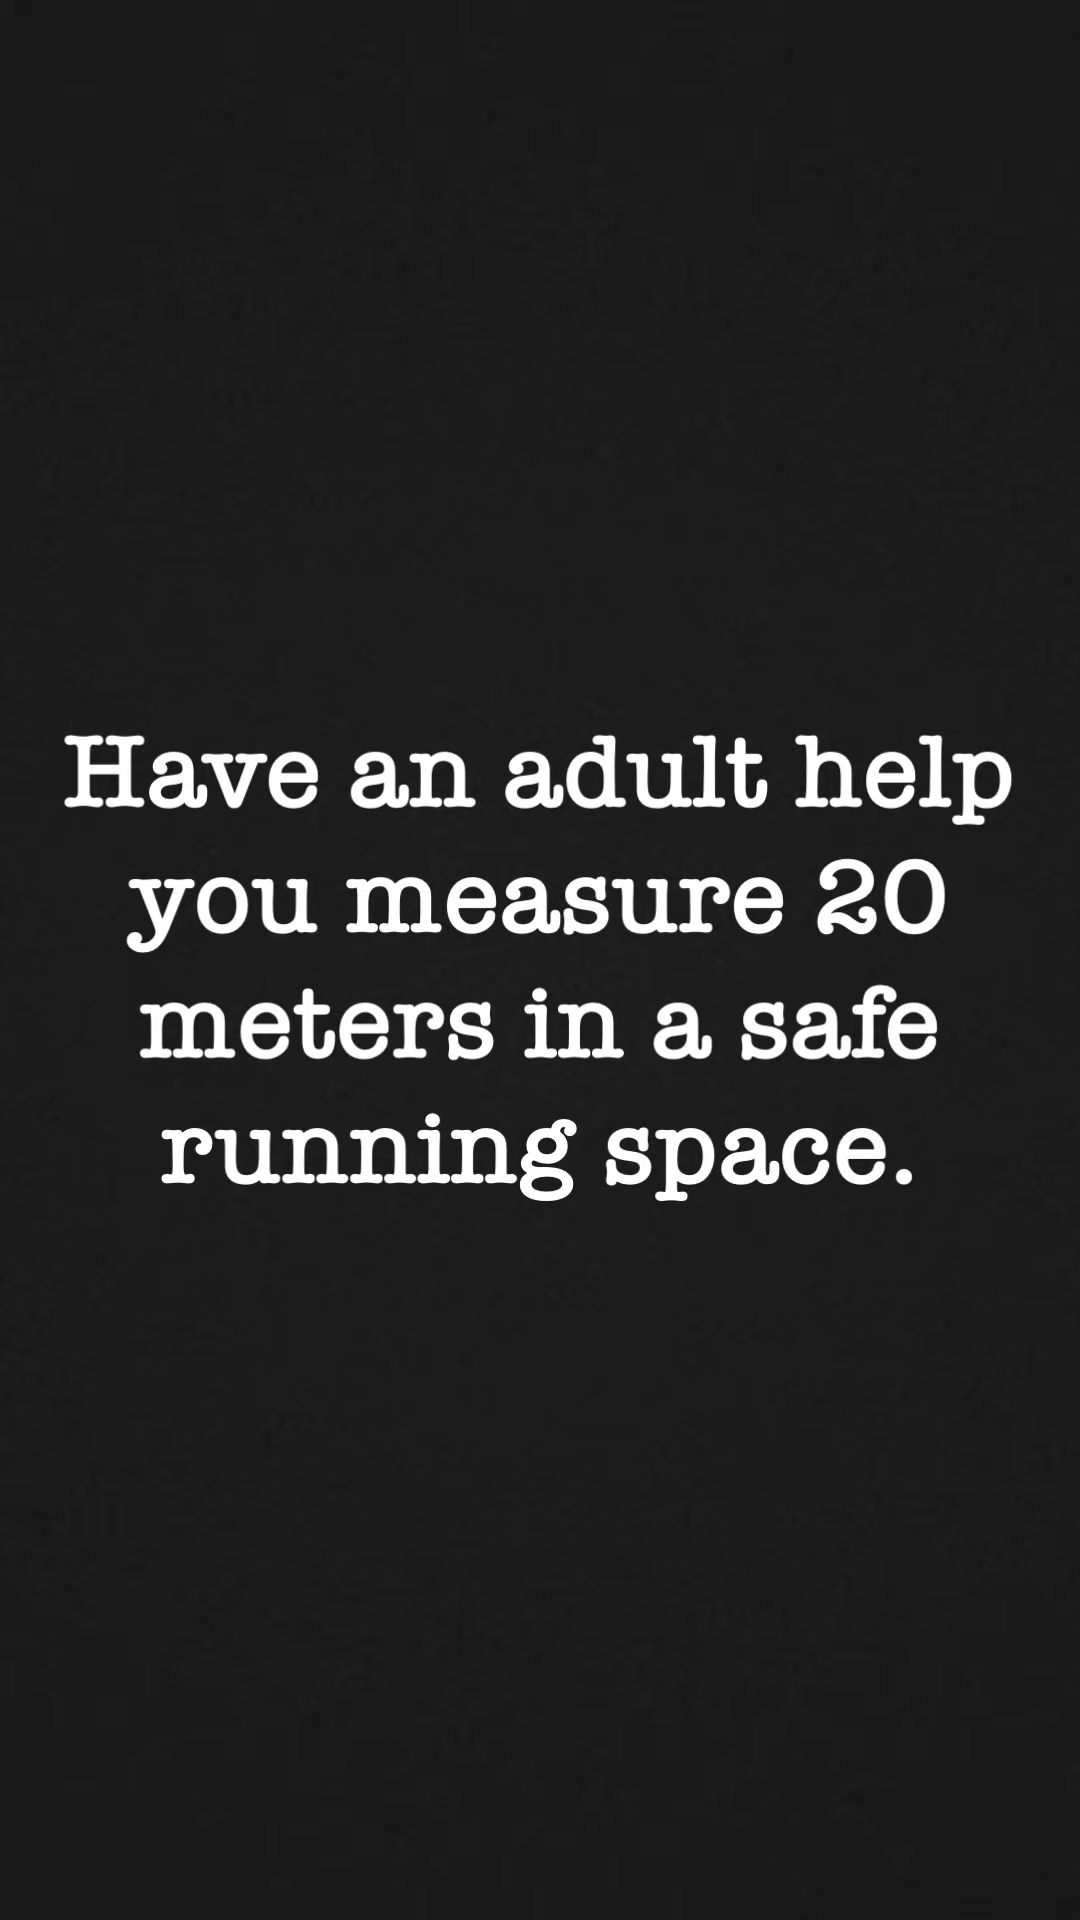 Have an adult help
you measure 20
meters in a safe
running space.